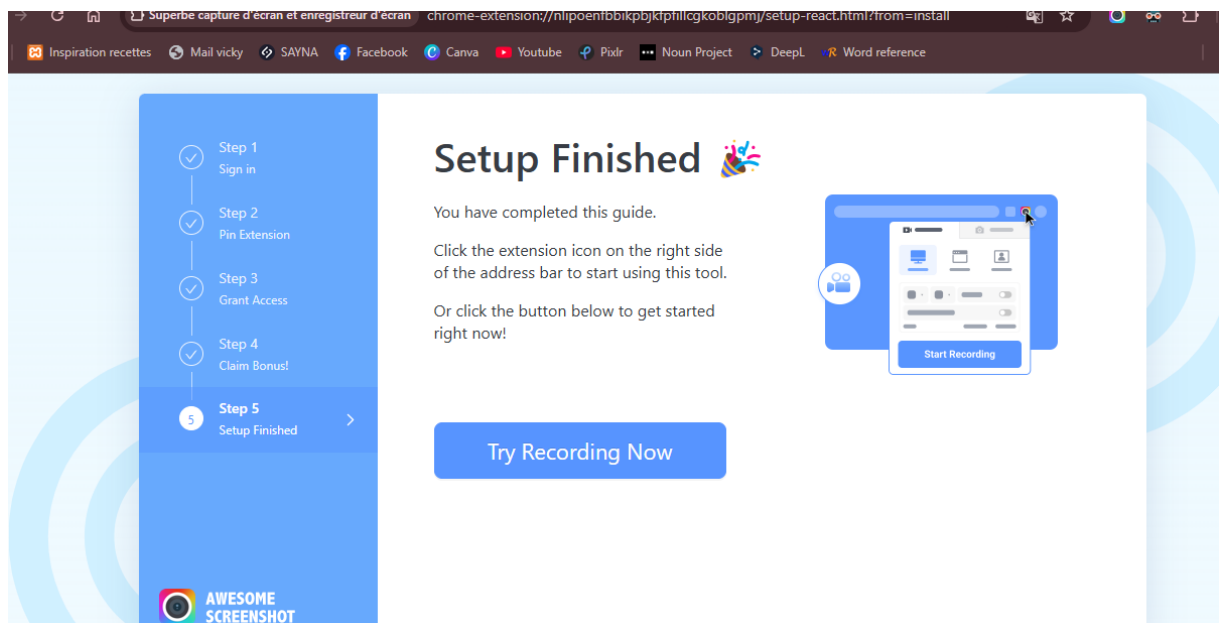 Superbe capture d'écran et enregistreur d'écran chrome-extension://nlipoenfbbikpbjkfpfillcgkoblgpmj/setup-react.html?from=install
Inspiration recettes Mail vicky SAYNA Facebook Canva Youtube Pixlr Noun Project DeepL Word reference
Step 1
Sign in
Step 2
Pin Extension
Step 3
Grant Access
Step 4
Claim Bonus!
5
Step 5
Setup Finished
AWESOME
SCREENSHOT
Setup Finished
You have completed this guide.
Click the extension icon on the right side
of the address bar to start using this tool.
Or click the button below to get started
right now!
Try Recording Now
Start Recording